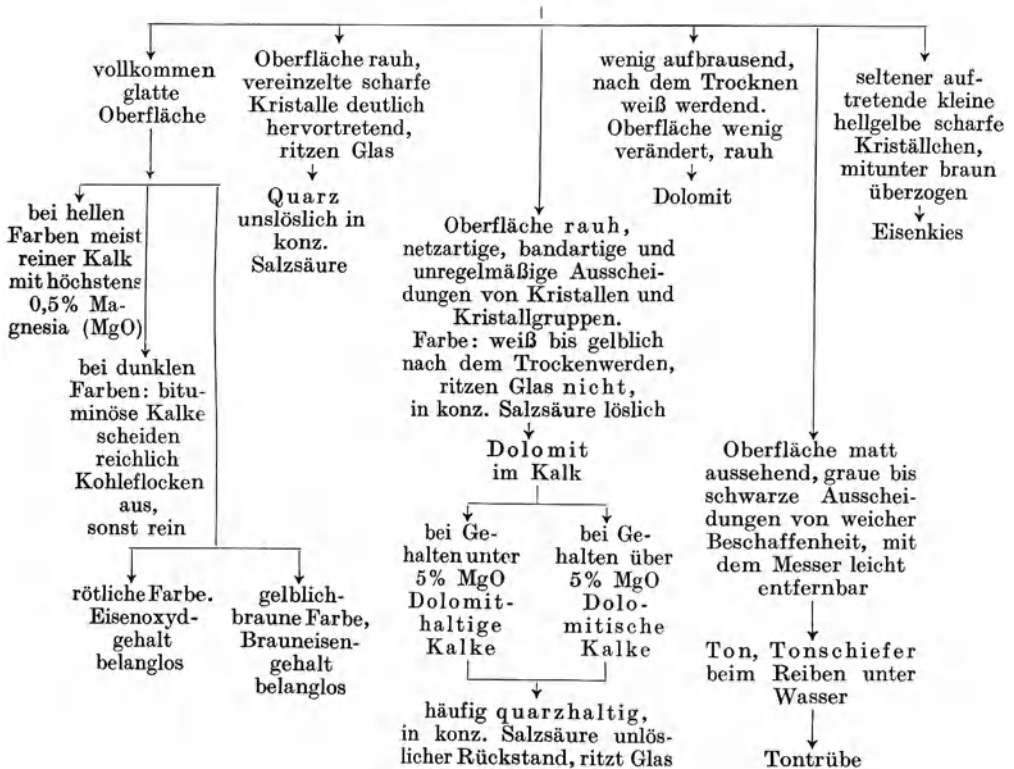 vollkommen
glatte
Oberfläche
bei hellen
Farben meist
reiner Kalk
mit höchstens
0,5% Ma-
gnesia (MgO)
bei dunklen
Farben: bitu-
minöse Kalke
scheiden
reichlich
Kohleflocken
aus,
sonst rein
rötliche Farbe.
Eisenoxyd-
gehalt
belanglos
gelblich-
braune Farbe,
Brauneisen-
gehalt
belanglos
Oberfläche rauh,
vereinzelte scharfe
Kristalle deutlich
hervortretend,
ritzen Glas
Quarz
unslöslich in
konz.
Salzsäure
Oberfläche rauh,
netzartige, bandartige und
unregelmäßige Ausschei-
dungen von Kristallen und
Kristallgruppen.
Farbe: weiß bis gelblich
nach dem Trockenwerden,
ritzen Glas nicht,
in konz. Salzsäure löslich
Dolomit
im Kalk
bei Ge-
halten unter
5% MgO
Dolomit-
haltige
Kalke
bei Ge-
halten über
5% MgO
Dolo-
mitische
Kalke
häufig quarzhaltig,
in konz. Salzsäure unlös-
licher Rückstand, ritzt Glas
wenig aufbrausend,
nach dem Trocknen
weiß werdend.
Oberfläche wenig
verändert, rauh
Dolomit
Oberfläche matt
aussehend, graue bis
schwarze Ausschei-
dungen von weicher
Beschaffenheit, mit
dem Messer leicht
entfernbar
Ton, Tonschiefer
beim Reiben unter
Wasser
Tontrübe
seltener auf-
tretende kleine
hellgelbe scharfe
Kriställchen,
mitunter braun
überzogen
Eisenkies